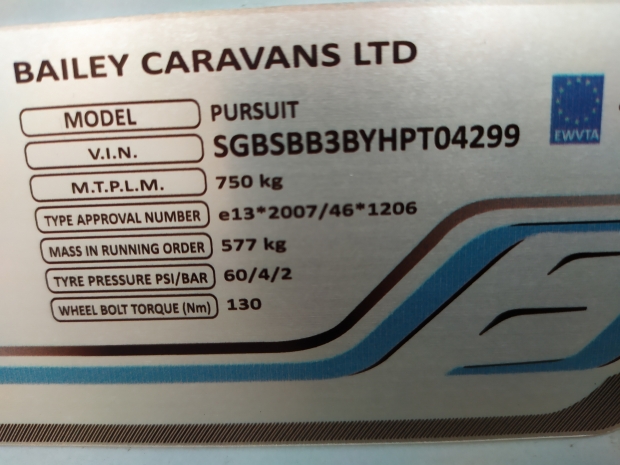 BAILEY CARAVANS LTD
MODEL PURSUIT
V.I.N. SGBSBB3BYHPT04299
M.T.P.L.M. 750 kg
TYPE APPROVAL NUMBER e13*2007/46*1206
MASS IN RUNNING ORDER 577 kg
TYRE PRESSURE PSI/BAR 60/4/2
WHEEL BOLT TORQUE (Nm) 130
EWVTA